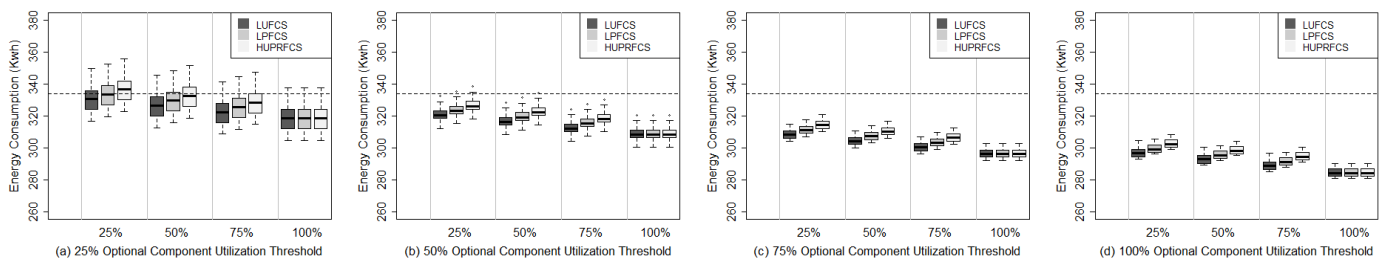 Energy Consumption (Kwh)
380
360
340
320
300
280
260
LUFCS
LPFCS
HUPRFCS
25% 50% 75% 100%
(a) 25% Optional Component Utilization Threshold
Energy Consumption (Kwh)
380
360
340
320
300
280
260
LUFCS
LPFCS
HUPRFCS
25% 50% 75% 100%
(b) 50% Optional Component Utilization Threshold
Energy Consumption (Kwh)
380
360
340
320
300
280
260
LUFCS
LPFCS
HUPRFCS
25% 50% 75% 100%
(c) 75% Optional Component Utilization Threshold
Energy Consumption (Kwh)
380
360
340
320
300
280
260
LUFCS
LPFCS
HUPRFCS
25% 50% 75% 100%
(d) 100% Optional Component Utilization Threshold